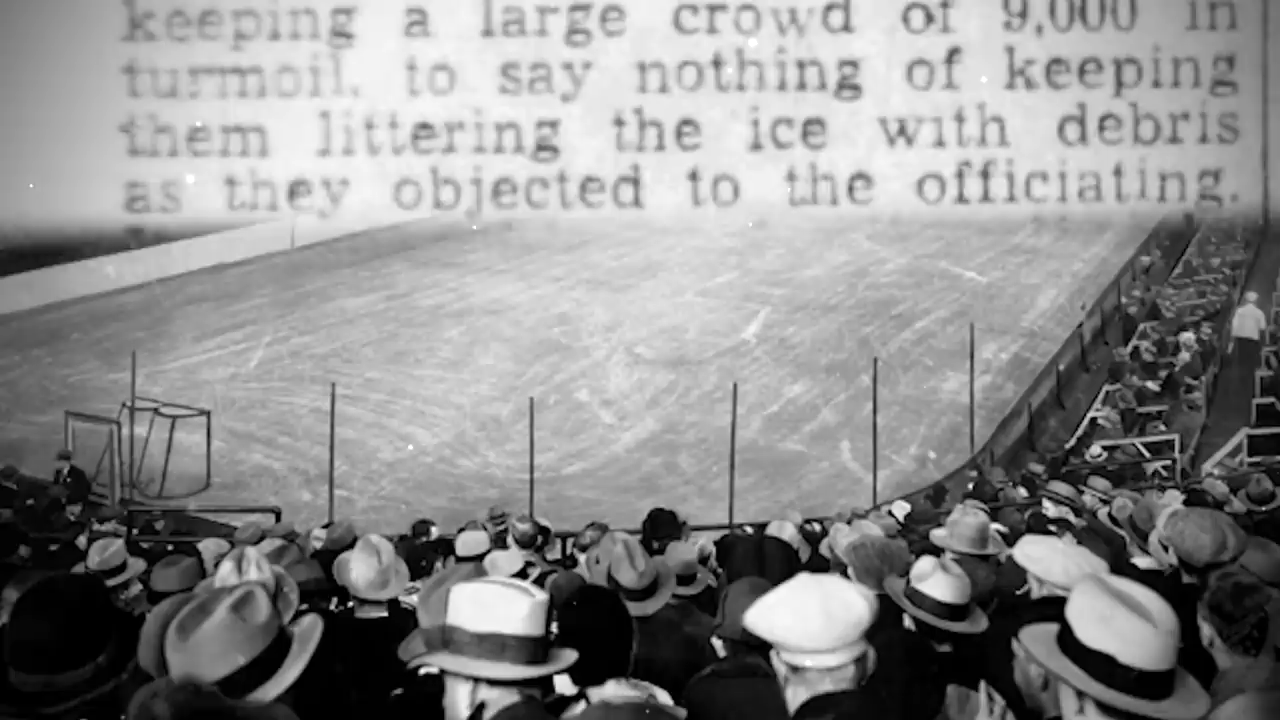 keeping a large crowd of 9,000 in
turmoil, to say nothing of keeping
them littering the ice with debris
as they objected to the officiating.